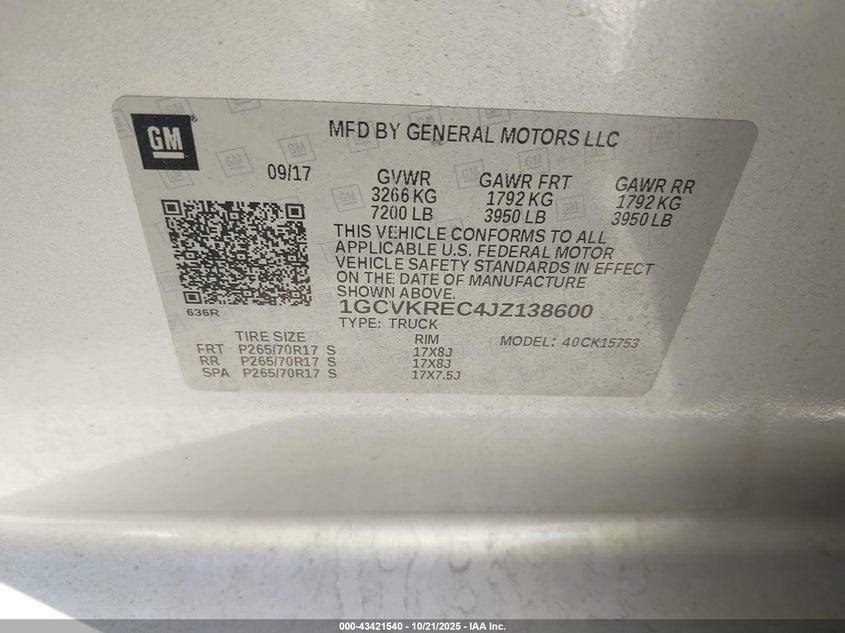 GM
MFD BY GENERAL MOTORS LLC
09/17
GVWR GAWR FRT GAWR RR
3266 KG 1792 KG 1792 KG
7200 LB 3950 LB 3950 LB
THIS VEHICLE CONFORMS TO ALL
APPLICABLE U.S. FEDERAL MOTOR
VEHICLE SAFETY STANDARDS IN EFFECT
ON THE DATE OF MANUFACTURE
SHOWN ABOVE.
636R
1GCVKREC4JZ138600
TYPE: TRUCK
TIRE SIZE RIM MODEL: 40CK15753
FRT P265/70R17 S 17X8J
RR P265/70R17 S 17X8J
SPA P265/70R17 S 17X7.5J
000-43421540 - 10/21/2025 - IAA Inc.